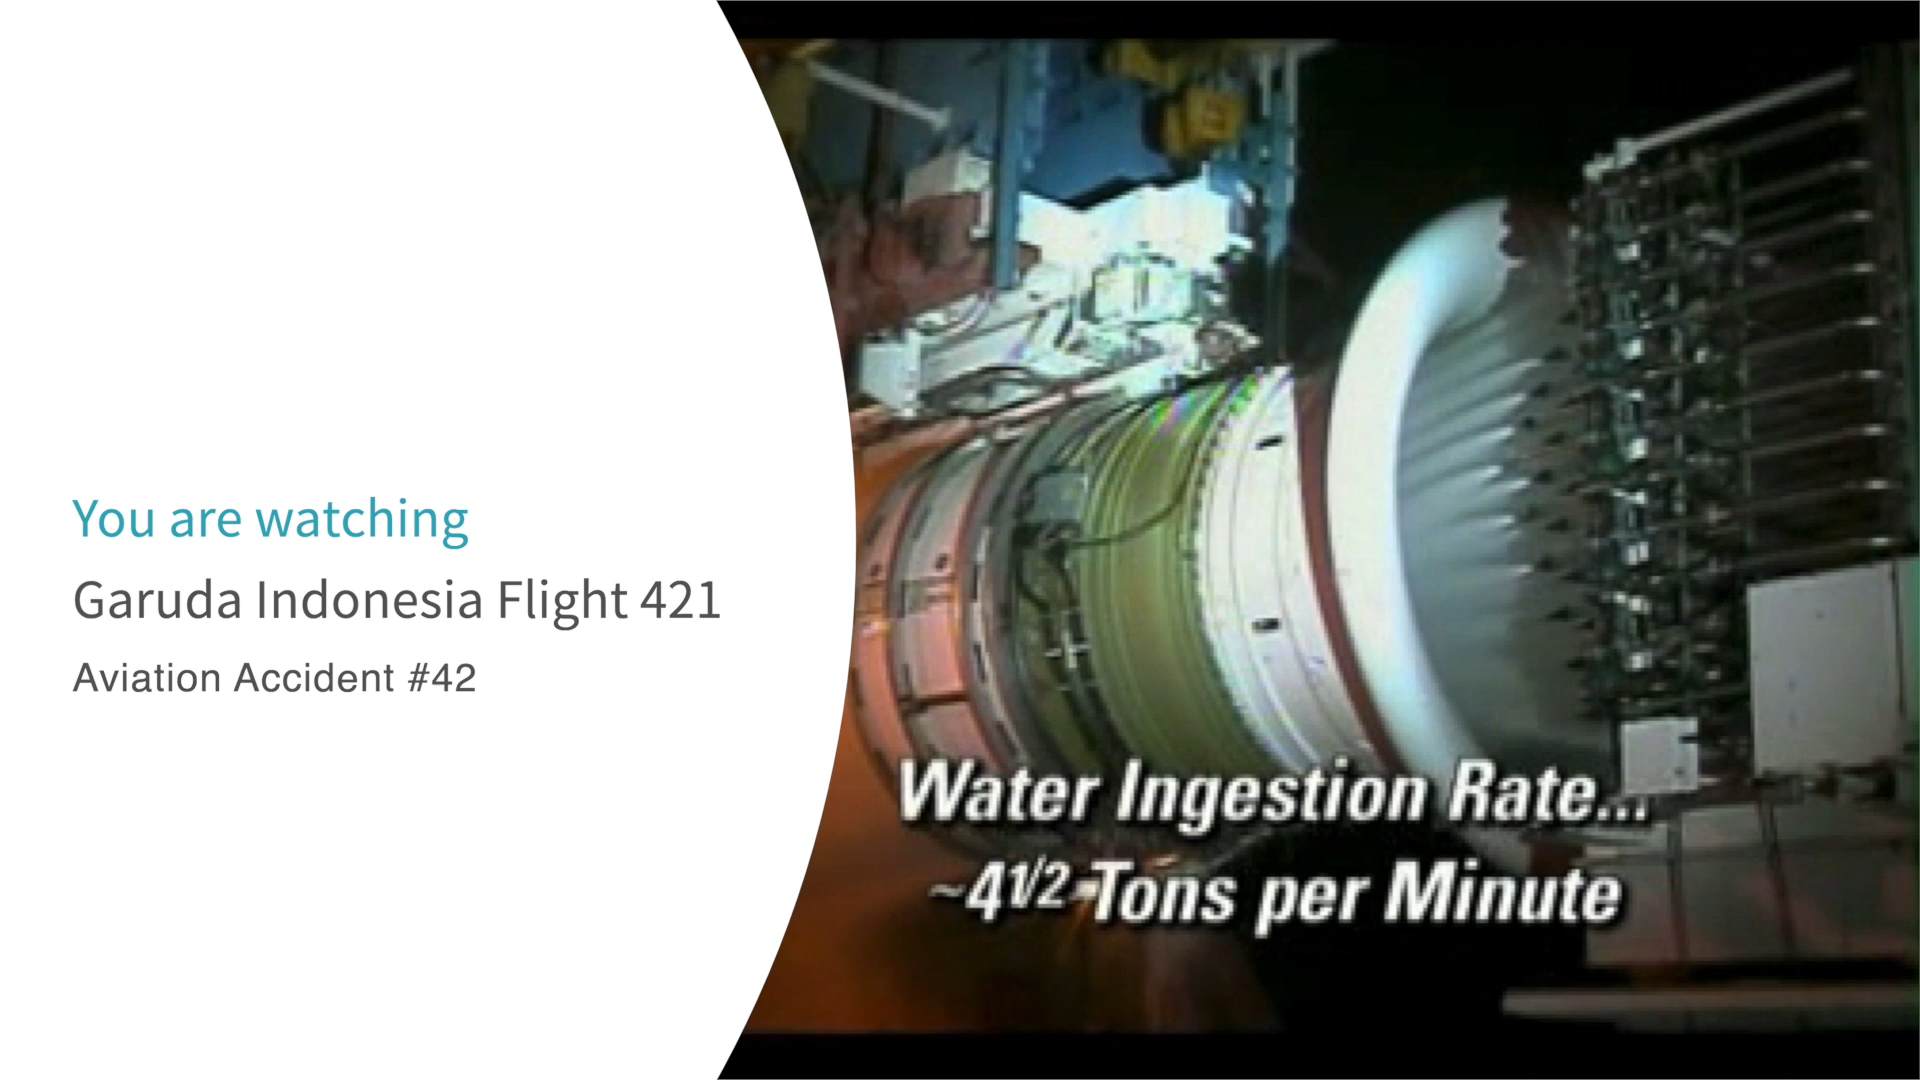 You are watching
Garuda Indonesia Flight 421
Aviation Accident #42
Water Ingestion Rate...
~4½ Tons per Minute